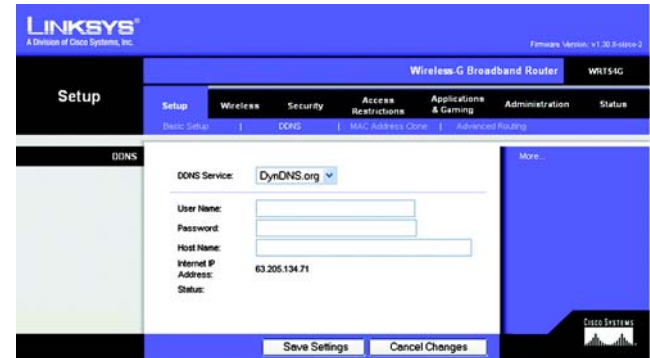 LINKSYS®
A Division of Cisco Systems, Inc.
Firmware Version: v1.30.8-cisco-2
Wireless-G Broadband Router WRT54G
Setup
Setup Wireless Security Access Restrictions Applications & Gaming Administration Status
Basic Setup | DDNS | MAC Address Clone | Advanced Routing
DDNS
More...
DDNS Service: DynDNS.org
User Name:
Password:
Host Name:
Internet IP
Address: 63.205.134.71
Status:
Save Settings Cancel Changes
CISCO SYSTEMS